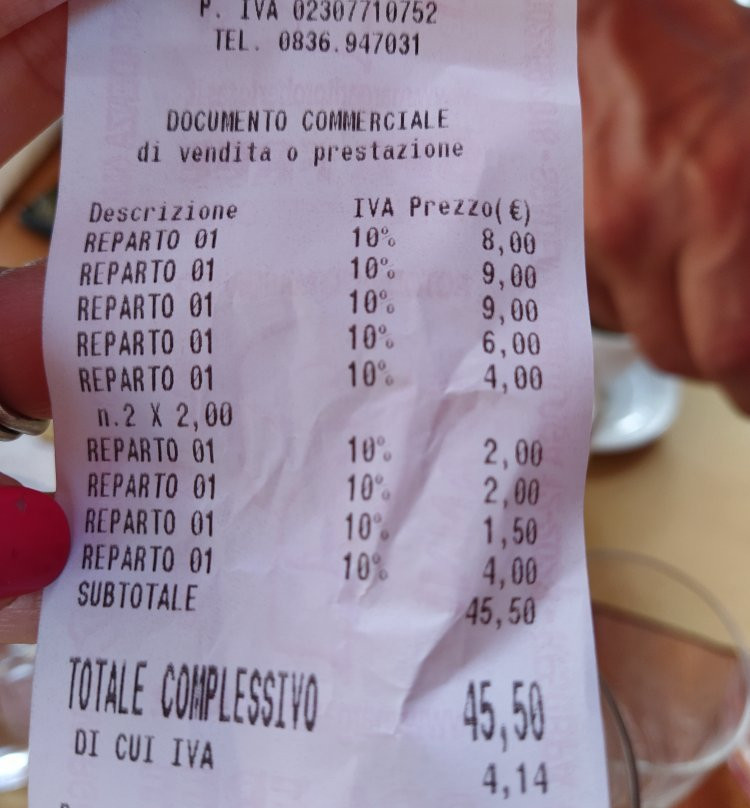 P. IVA 02307710752
TEL. 0836.947031
DOCUMENTO COMMERCIALE
di vendita o prestazione
Descrizione IVA Prezzo(€)
REPARTO 01 10% 8,00
REPARTO 01 10% 9,00
REPARTO 01 10% 9,00
REPARTO 01 10% 6,00
REPARTO 01 10% 4,00
n.2 X 2,00
REPARTO 01 10% 2,00
REPARTO 01 10% 2,00
REPARTO 01 10% 1,50
REPARTO 01 10% 4,00
SUBTOTALE 45,50
TOTALE COMPLESSIVO 45,50
DI CUI IVA 4,14